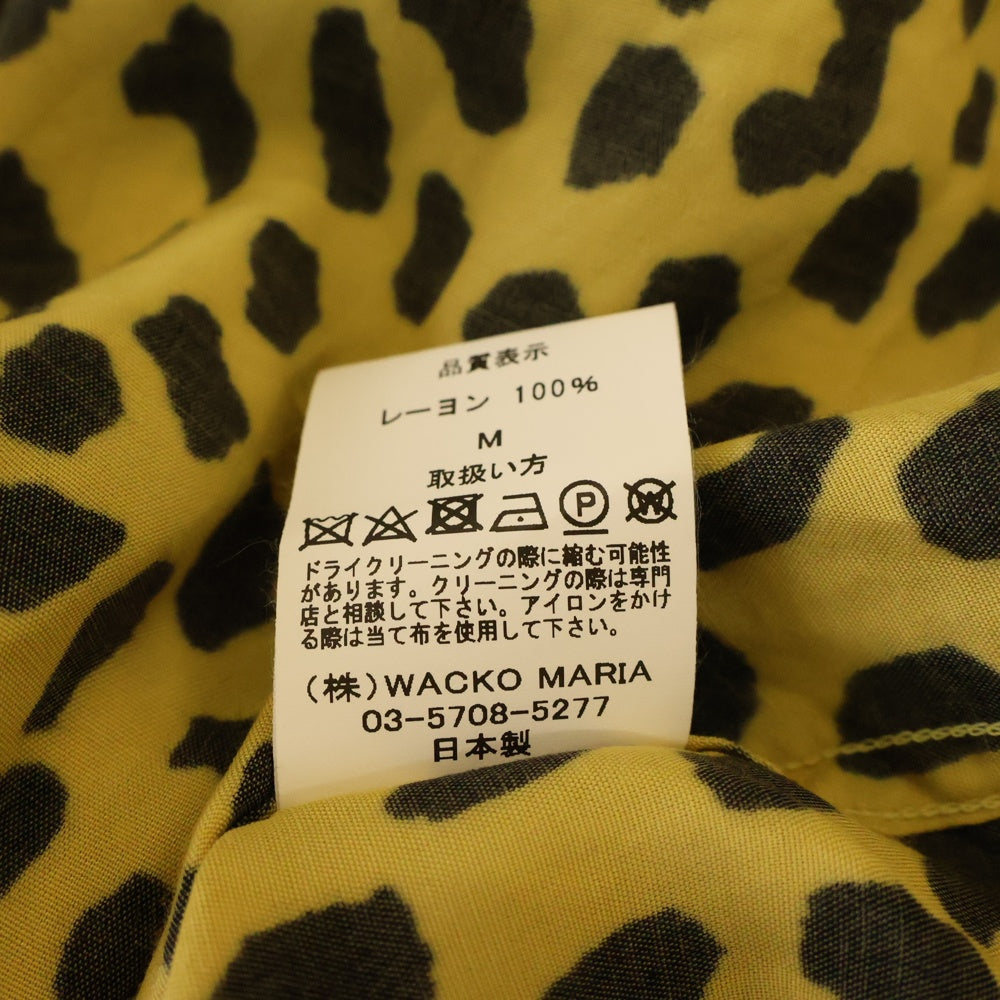 品質表示
レーヨン 100%
M
取扱い方
P W
ドライクリーニングの際に縮む可能性
があります。クリーニングの際は専門
店と相談して下さい。アイロンをかけ
る際は当て布を使用して下さい。
(株)WACKO MARIA
03-5708-5277
日本製